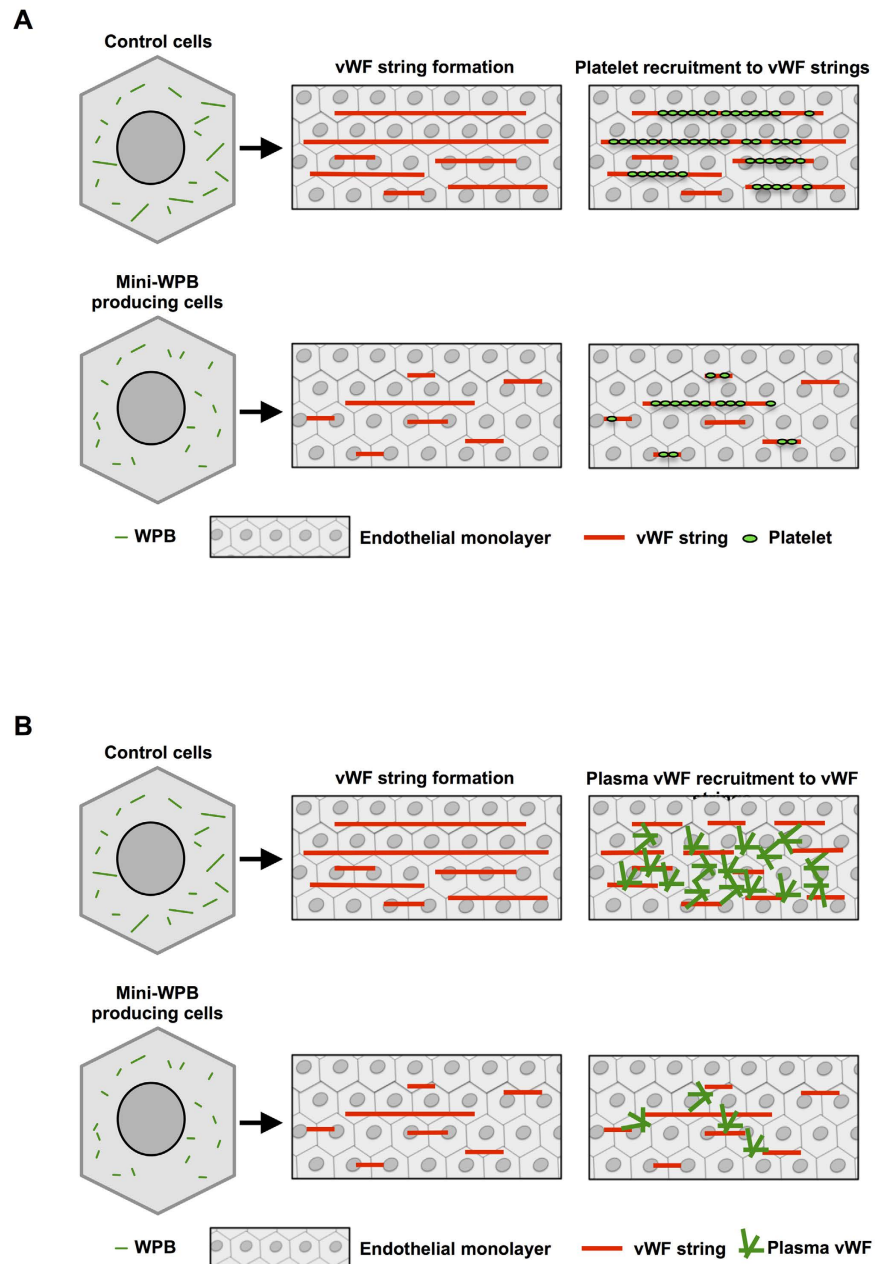 A
Control cells
vWF string formation
Platelet recruitment to vWF strings
Mini-WPB
producing cells
WPB
Endothelial monolayer
vWF string
Platelet
B
Control cells
vWF string formation
Plasma vWF recruitment to vWF
Mini-WPB
producing cells
WPB
Endothelial monolayer
vWF string
Plasma vWF